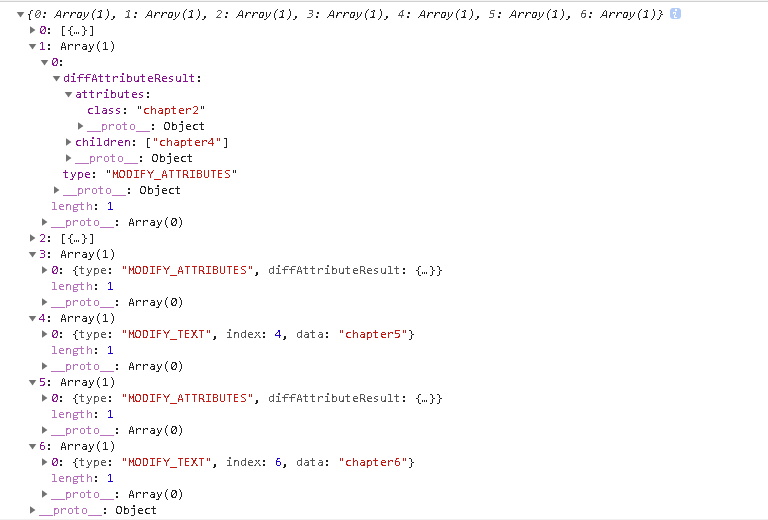 {0: Array(1), 1: Array(1), 2: Array(1), 3: Array(1), 4: Array(1), 5: Array(1), 6: Array(1)} i
0: [{…}]
1: Array(1)
0:
diffAttributeResult:
attributes:
class: "chapter2"
__proto__: Object
children: ["chapter4"]
__proto__: Object
type: "MODIFY_ATTRIBUTES"
__proto__: Object
length: 1
__proto__: Array(0)
2: [{…}]
3: Array(1)
0: {type: "MODIFY_ATTRIBUTES", diffAttributeResult: {…}}
length: 1
__proto__: Array(0)
4: Array(1)
0: {type: "MODIFY_TEXT", index: 4, data: "chapter5"}
length: 1
__proto__: Array(0)
5: Array(1)
0: {type: "MODIFY_ATTRIBUTES", diffAttributeResult: {…}}
length: 1
__proto__: Array(0)
6: Array(1)
0: {type: "MODIFY_TEXT", index: 6, data: "chapter6"}
length: 1
__proto__: Array(0)
__proto__: Object